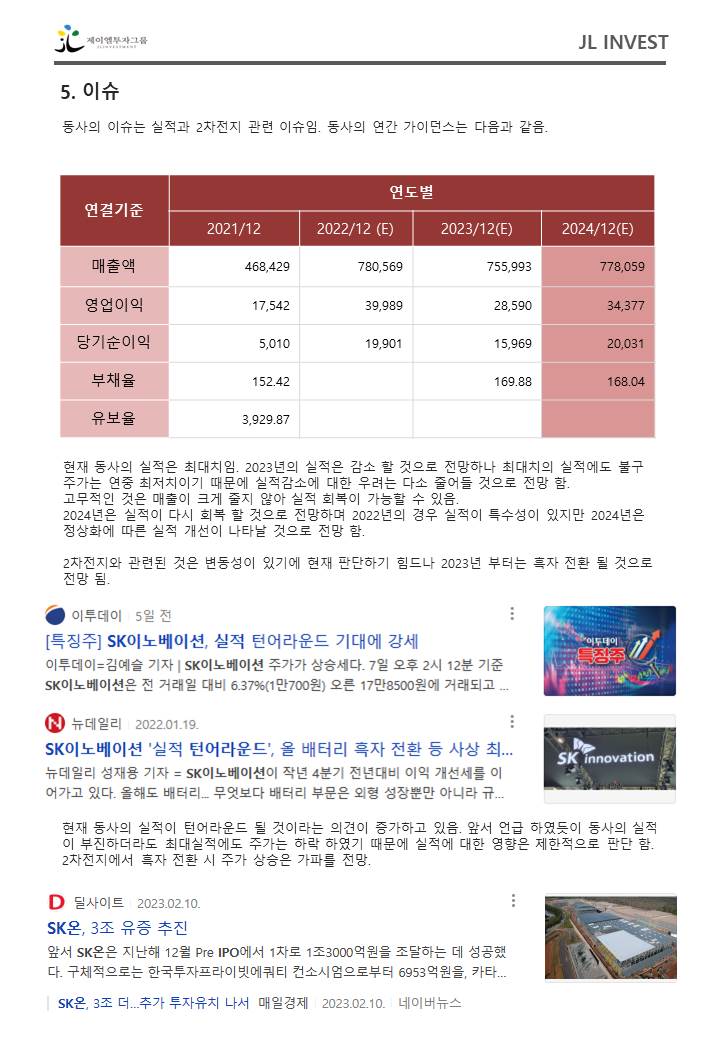 제이엘투자그룹
JLINVESTMENT
JL INVEST
5. 이슈
동사의 이슈는 실적과 2차전지 관련 이슈임. 동사의 연간 가이던스는 다음과 같음.
연결기준 연도별
2021/12 2022/12 (E) 2023/12(E) 2024/12(E)
매출액 468,429 780,569 755,993 778,059
영업이익 17,542 39,989 28,590 34,377
당기순이익 5,010 19,901 15,969 20,031
부채율 152.42 169.88 168.04
유보율 3,929.87
현재 동사의 실적은 최대치임. 2023년의 실적은 감소 할 것으로 전망하나 최대치의 실적에도 불구
주가는 연중 최저치이기 때문에 실적감소에 대한 우려는 다소 줄어들 것으로 전망 함.
고무적인 것은 매출이 크게 줄지 않아 실적 회복이 가능할 수 있음.
2024년은 실적이 다시 회복 할 것으로 전망하며 2022년의 경우 실적이 특수성이 있지만 2024년은
정상화에 따른 실적 개선이 나타날 것으로 전망 함.
2차전지와 관련된 것은 변동성이 있기에 현재 판단하기 힘드나 2023년 부터는 흑자 전환 될 것으로
전망 됨.
이투데이 5일 전
[특징주] SK이노베이션, 실적 턴어라운드 기대에 강세
이투데이=김예슬 기자 | SK이노베이션 주가가 상승세다. 7일 오후 2시 12분 기준
SK이노베이션은 전 거래일 대비 6.37%(1만700원) 오른 17만8500원에 거래되고 ...
이투데이
특징주
뉴데일리 2022.01.19.
SK이노베이션 '실적 턴어라운드', 올 배터리 흑자 전환 등 사상 최...
뉴데일리 성재용 기자 = SK이노베이션이 작년 4분기 전년대비 이익 개선세를 이
어가고 있다. 올해도 배터리... 무엇보다 배터리 부문은 외형 성장뿐만 아니라 규...
SK innovation
현재 동사의 실적이 턴어라운드 될 것이라는 의견이 증가하고 있음. 앞서 언급 하였듯이 동사의 실적
이 부진하더라도 최대실적에도 주가는 하락 하였기 때문에 실적에 대한 영향은 제한적으로 판단 함.
2차전지에서 흑자 전환 시 주가 상승은 가파를 전망.
딜사이트 2023.02.10.
SK온, 3조 유증 추진
앞서 SK온은 지난해 12월 Pre IPO에서 1차로 1조3000억원을 조달하는 데 성공했
다. 구체적으로는 한국투자프라이빗에쿼티 컨소시엄으로부터 6953억원을, 카타...
SK온, 3조 더...추가 투자유치 나서 매일경제 2023.02.10. 네이버뉴스